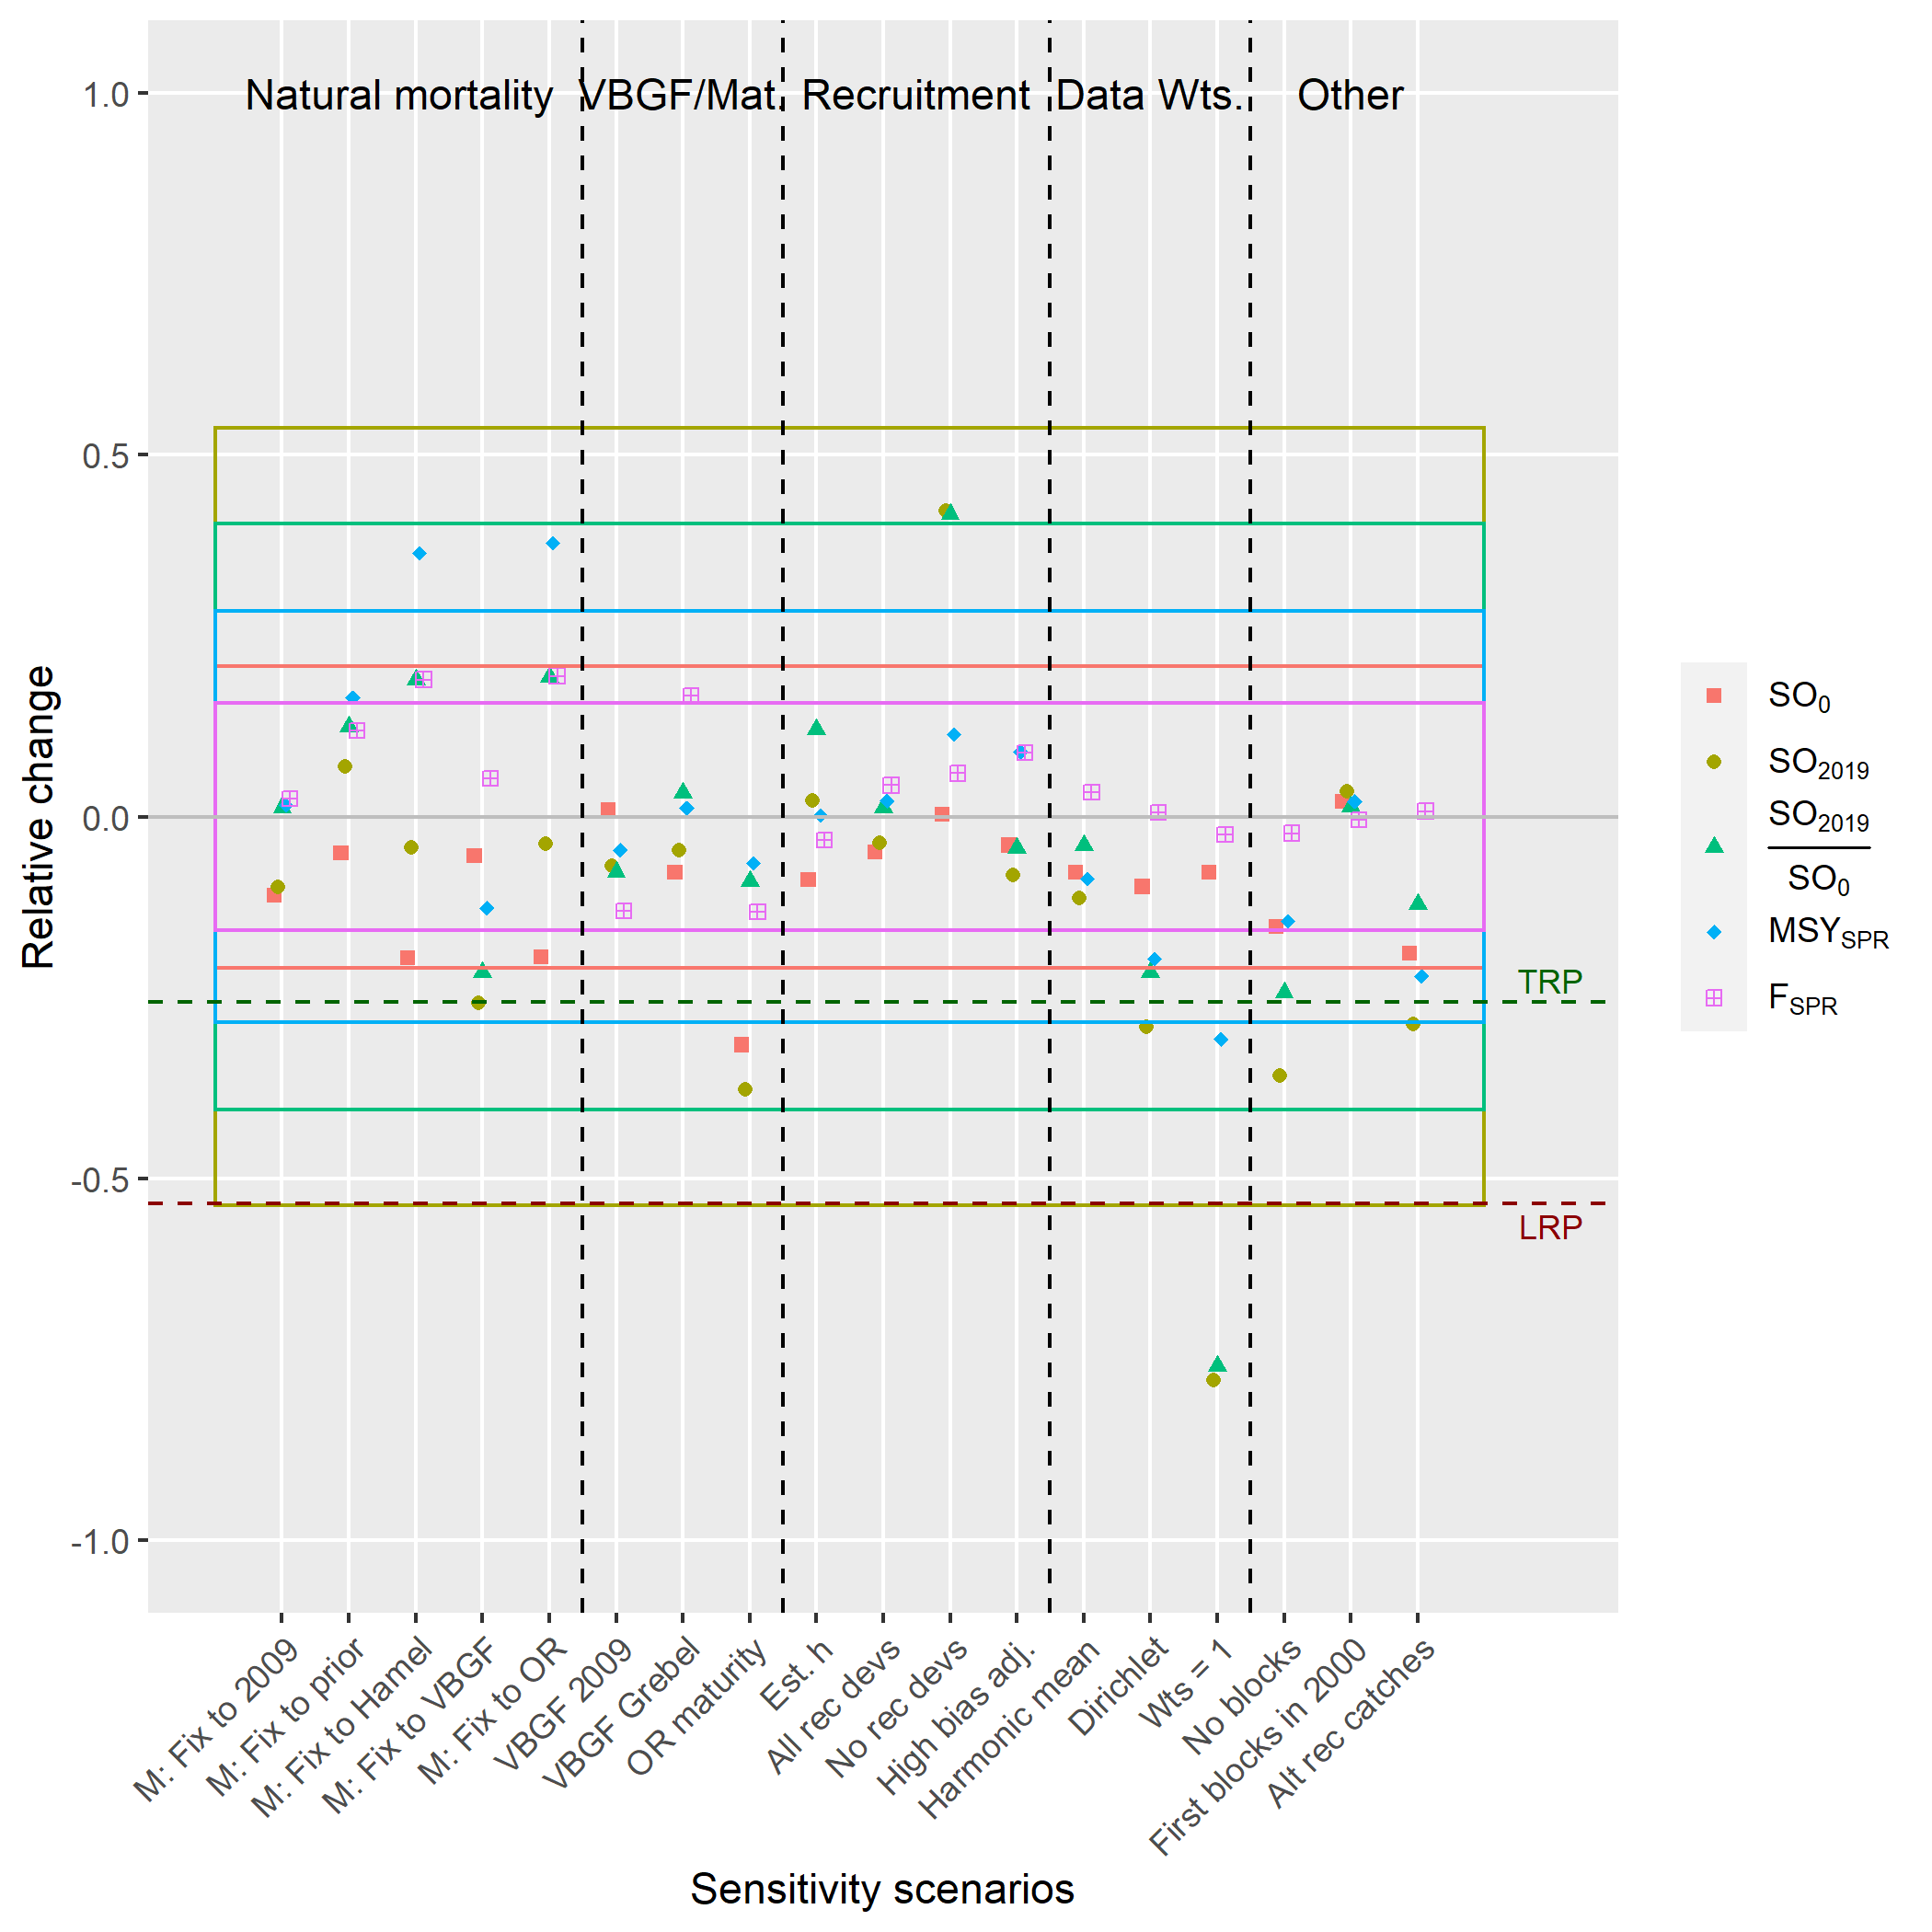 Natural mortality VBGF/Mat. Recruitment Data Wts. Other
1.0
0.5
0.0
-0.5
-1.0
Relative change
TRP
LRP
SO0
SO2019
SO2019
SO0
MSYSPR
FSPR
M: Fix to 2009
M: Fix to prior
M: Fix to Hamel
M: Fix to VBGF
M: Fix to OR
VBGF 2009
VBGF Grebel
OR maturity
Est. h
All rec devs
No rec devs
High bias adj.
Harmonic mean
Dirichlet
Wts = 1
No blocks
First blocks in 2000
Alt rec catches
Sensitivity scenarios